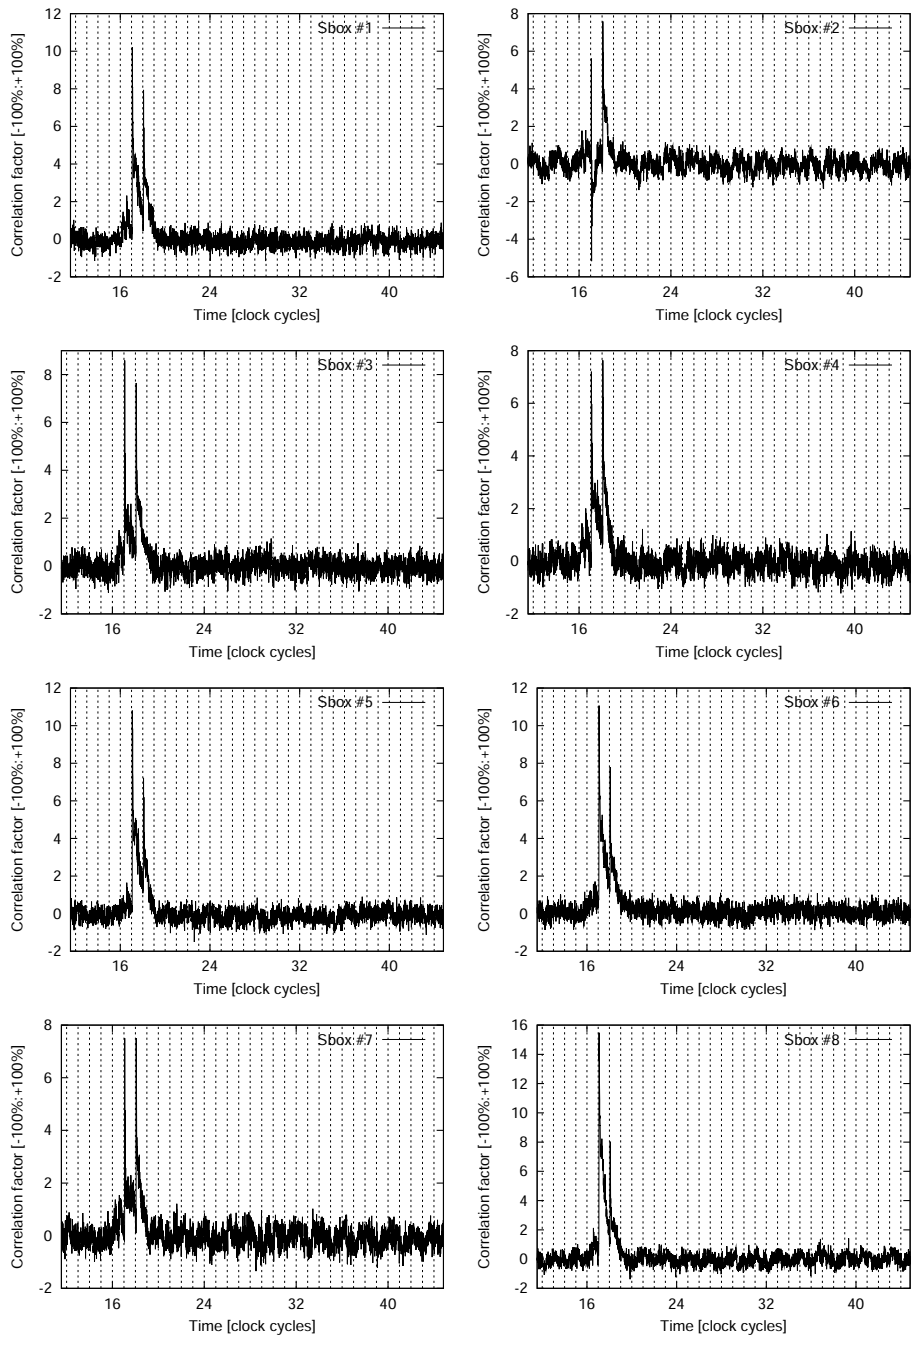 Sbox #1
Correlation factor [-100%:+100%]
12
10
8
6
4
2
0
-2
16 24 32 40
Time [clock cycles]
Sbox #2
Correlation factor [-100%:+100%]
8
6
4
2
0
-2
-4
-6
16 24 32 40
Time [clock cycles]
Sbox #3
Correlation factor [-100%:+100%]
8
6
4
2
0
-2
16 24 32 40
Time [clock cycles]
Sbox #4
Correlation factor [-100%:+100%]
8
6
4
2
0
-2
16 24 32 40
Time [clock cycles]
Sbox #5
Correlation factor [-100%:+100%]
12
10
8
6
4
2
0
-2
16 24 32 40
Time [clock cycles]
Sbox #6
Correlation factor [-100%:+100%]
12
10
8
6
4
2
0
-2
16 24 32 40
Time [clock cycles]
Sbox #7
Correlation factor [-100%:+100%]
8
6
4
2
0
-2
16 24 32 40
Time [clock cycles]
Sbox #8
Correlation factor [-100%:+100%]
16
14
12
10
8
6
4
2
0
-2
16 24 32 40
Time [clock cycles]